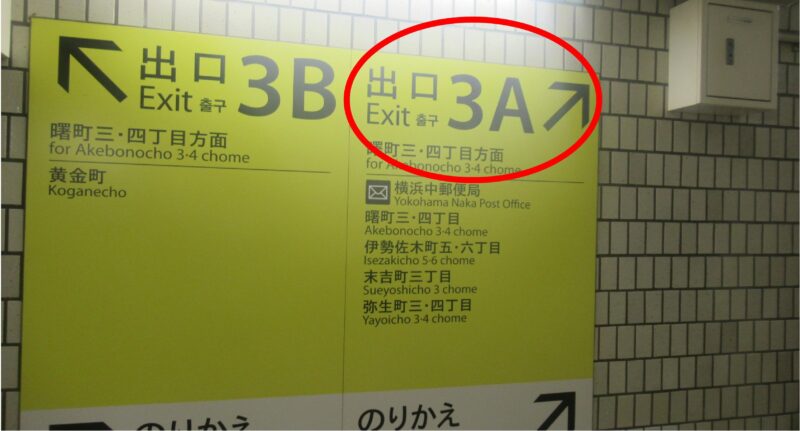 出口 3B
Exit 출구
曙町三・四丁目方面
for Akebonocho 3·4 chome
黄金町
Koganecho
出口 3A
Exit 출구
曙町三・四丁目方面
for Akebonocho 3·4 chome
横浜中郵便局
Yokohama Naka Post Office
曙町三・四丁目
Akebonocho 3·4 chome
伊勢佐木町五・六丁目
Isezakicho 5·6 chome
末吉町三丁目
Sueyoshicho 3 chome
弥生町三・四丁目
Yayoicho 3·4 chome
のりかえ
のりかえ